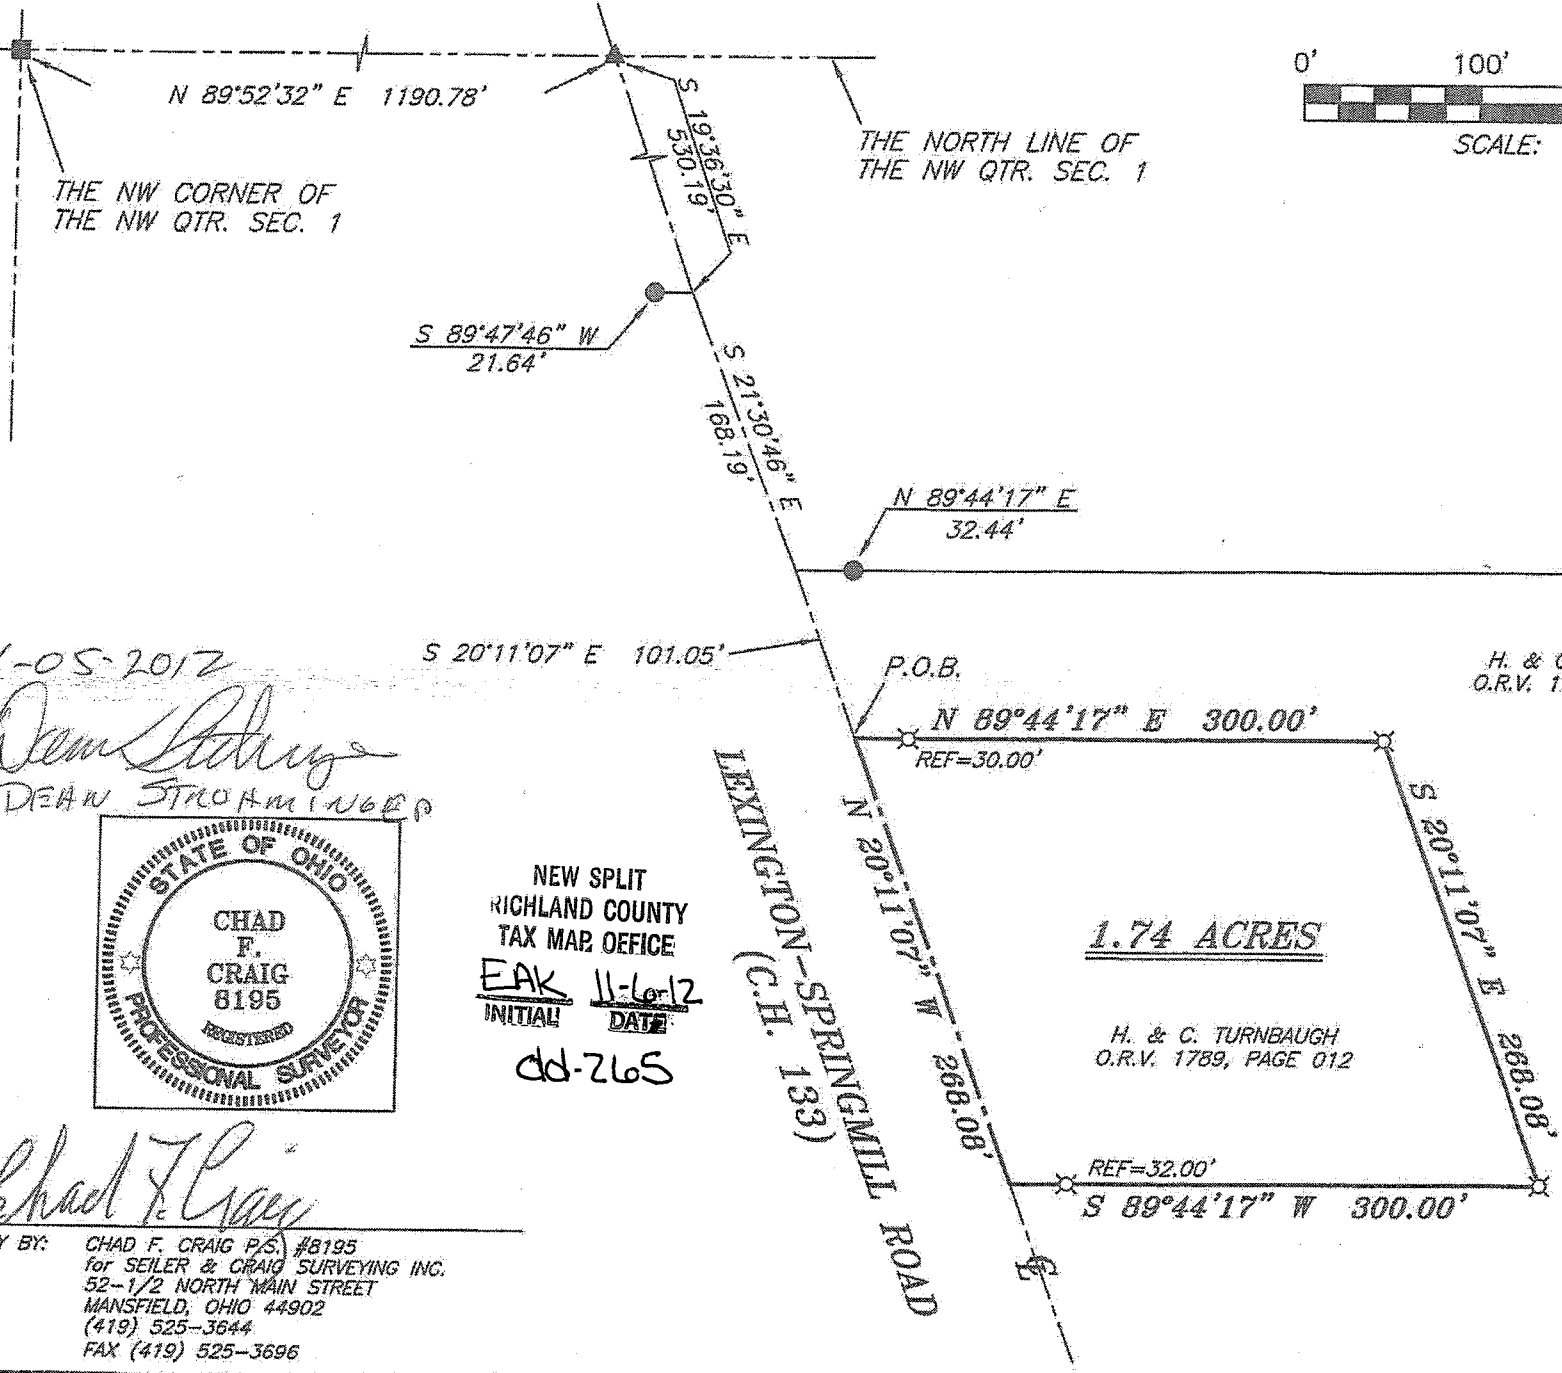 0' 100'
SCALE:
N 89°52'32" E 1190.78'
THE NW CORNER OF
THE NW QTR. SEC. 1
S 19°36'30" E
530.19'
THE NORTH LINE OF
THE NW QTR. SEC. 1
S 89°47'46" W
21.64'
S 21°30'46" E
168.19'
N 89°44'17" E
32.44'
S 20°11'07" E 101.05'
P.O.B.
H. &
O.R.V.
N 89°44'17" E 300.00'
REF=30.00'
-05-2012
DEAN STROHMINGER
STATE OF OHIO
CHAD
F.
CRAIG
8195
REGISTERED
PROFESSIONAL SURVEYOR
NEW SPLIT
RICHLAND COUNTY
TAX MAP OFFICE
EAK 11-6-12
INITIAL DATE
dd-265
LEXINGTON-SPRINGMILL ROAD
(C.H. 133)
N 20°11'07" W 268.08'
1.74 ACRES
H. & C. TURNBAUGH
O.R.V. 1789, PAGE 012
S 20°11'07" E 268.08'
REF=32.00'
S 89°44'17" W 300.00'
Chad F. Craig
Y BY: CHAD F. CRAIG P.S. #8195
for SEILER & CRAIG SURVEYING INC.
52-1/2 NORTH MAIN STREET
MANSFIELD, OHIO 44902
(419) 525-3644
FAX (419) 525-3696